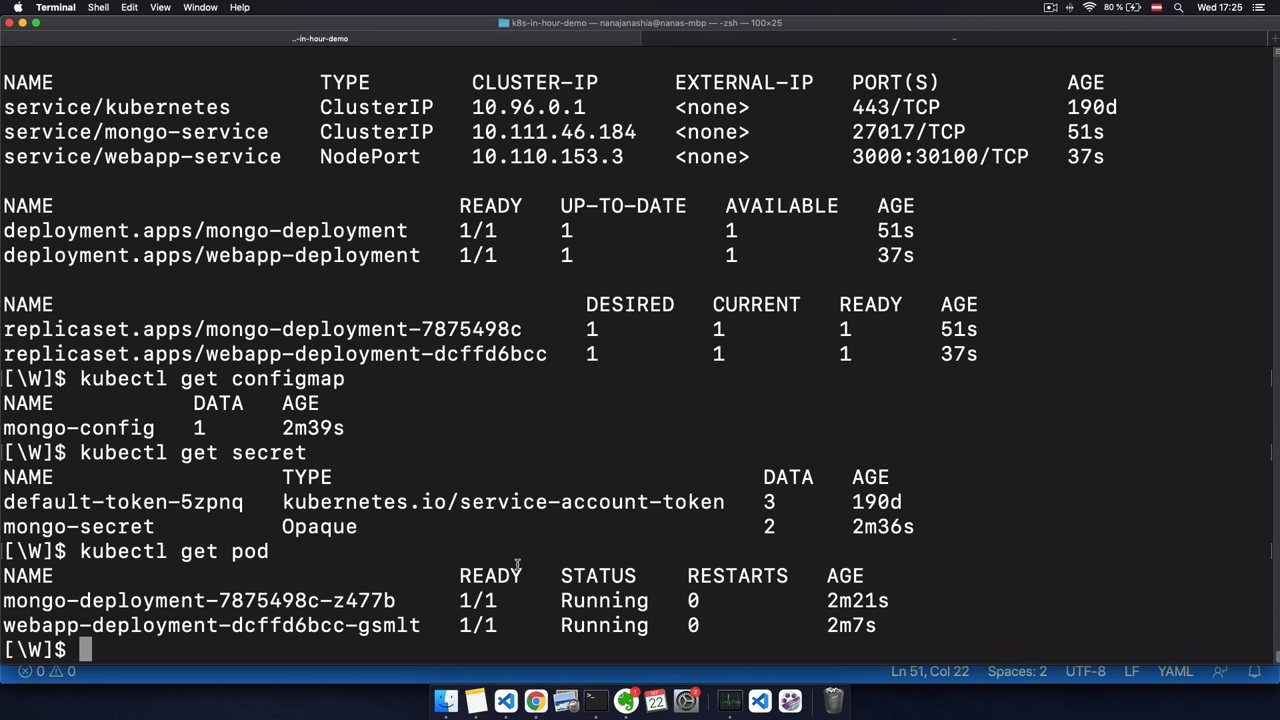 Terminal Shell Edit View Window Help 80 % Wed 17:25
k8s-in-hour-demo — nanajanashia@nanas-mbp — -zsh — 100×25
..-in-hour-demo
NAME TYPE CLUSTER-IP EXTERNAL-IP PORT(S) AGE
service/kubernetes ClusterIP 10.96.0.1 <none> 443/TCP 190d
service/mongo-service ClusterIP 10.111.46.184 <none> 27017/TCP 51s
service/webapp-service NodePort 10.110.153.3 <none> 3000:30100/TCP 37s
NAME READY UP-TO-DATE AVAILABLE AGE
deployment.apps/mongo-deployment 1/1 1 1 51s
deployment.apps/webapp-deployment 1/1 1 1 37s
NAME DESIRED CURRENT READY AGE
replicaset.apps/mongo-deployment-7875498c 1 1 1 51s
replicaset.apps/webapp-deployment-dcffd6bcc 1 1 1 37s
[\W]$ kubectl get configmap
NAME DATA AGE
mongo-config 1 2m39s
[\W]$ kubectl get secret
NAME TYPE DATA AGE
default-token-5zpnq kubernetes.io/service-account-token 3 190d
mongo-secret Opaque 2 2m36s
[\W]$ kubectl get pod
NAME READY STATUS RESTARTS AGE
mongo-deployment-7875498c-z477b 1/1 Running 0 2m21s
webapp-deployment-dcffd6bcc-gsmlt 1/1 Running 0 2m7s
[\W]$
0 0 Ln 51, Col 22 Spaces: 2 UTF-8 LF YAML
1 22 2